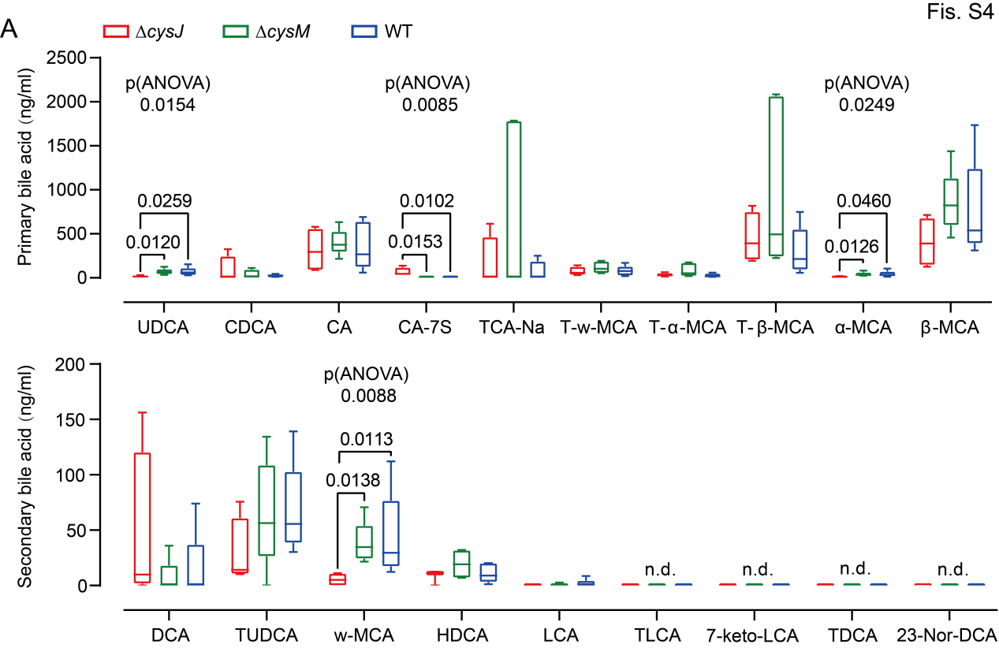 Fis. S4
A
ΔcysJ ΔcysM WT
Primary bile acid (ng/ml)
2500
2000
1500
1000
500
0
p(ANOVA)
0.0154
p(ANOVA)
0.0085
p(ANOVA)
0.0249
0.0259
0.0120
0.0102
0.0153
0.0460
0.0126
UDCA CDCA CA CA-7S TCA-Na T-w-MCA T-α-MCA T-β-MCA α-MCA β-MCA
Secondary bile acid (ng/ml)
200
150
100
50
0
p(ANOVA)
0.0088
0.0113
0.0138
n.d. n.d. n.d. n.d.
DCA TUDCA w-MCA HDCA LCA TLCA 7-keto-LCA TDCA 23-Nor-DCA